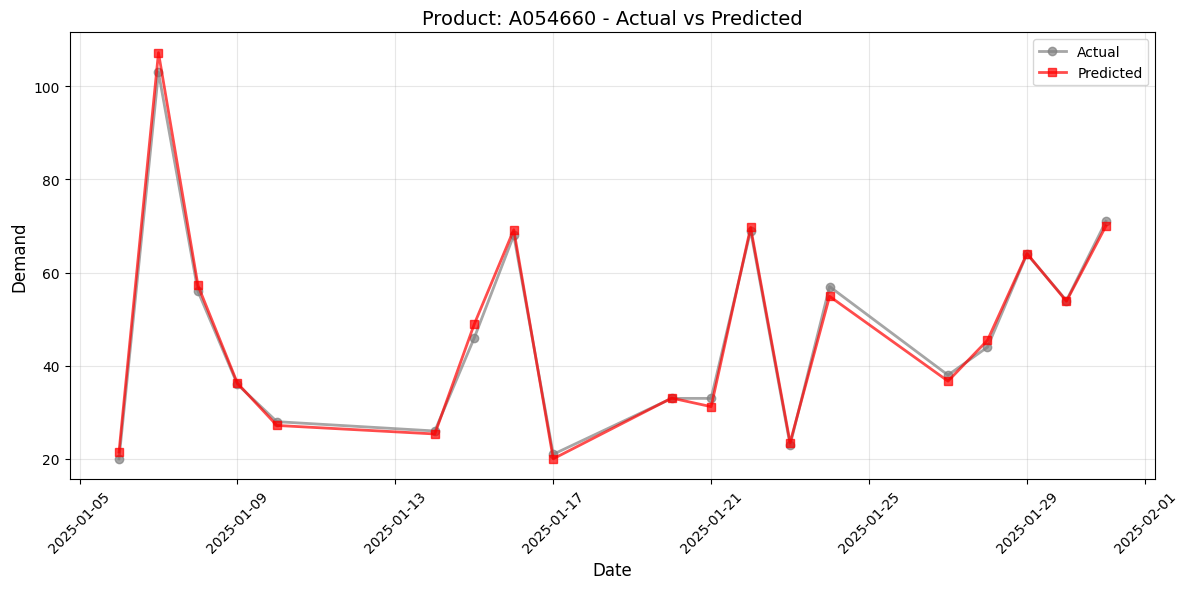 Product: A054660 - Actual vs Predicted
Actual
Predicted
Demand
100
80
60
40
20
2025-01-05
2025-01-09
2025-01-13
2025-01-17
2025-01-21
2025-01-25
2025-01-29
2025-02-01
Date